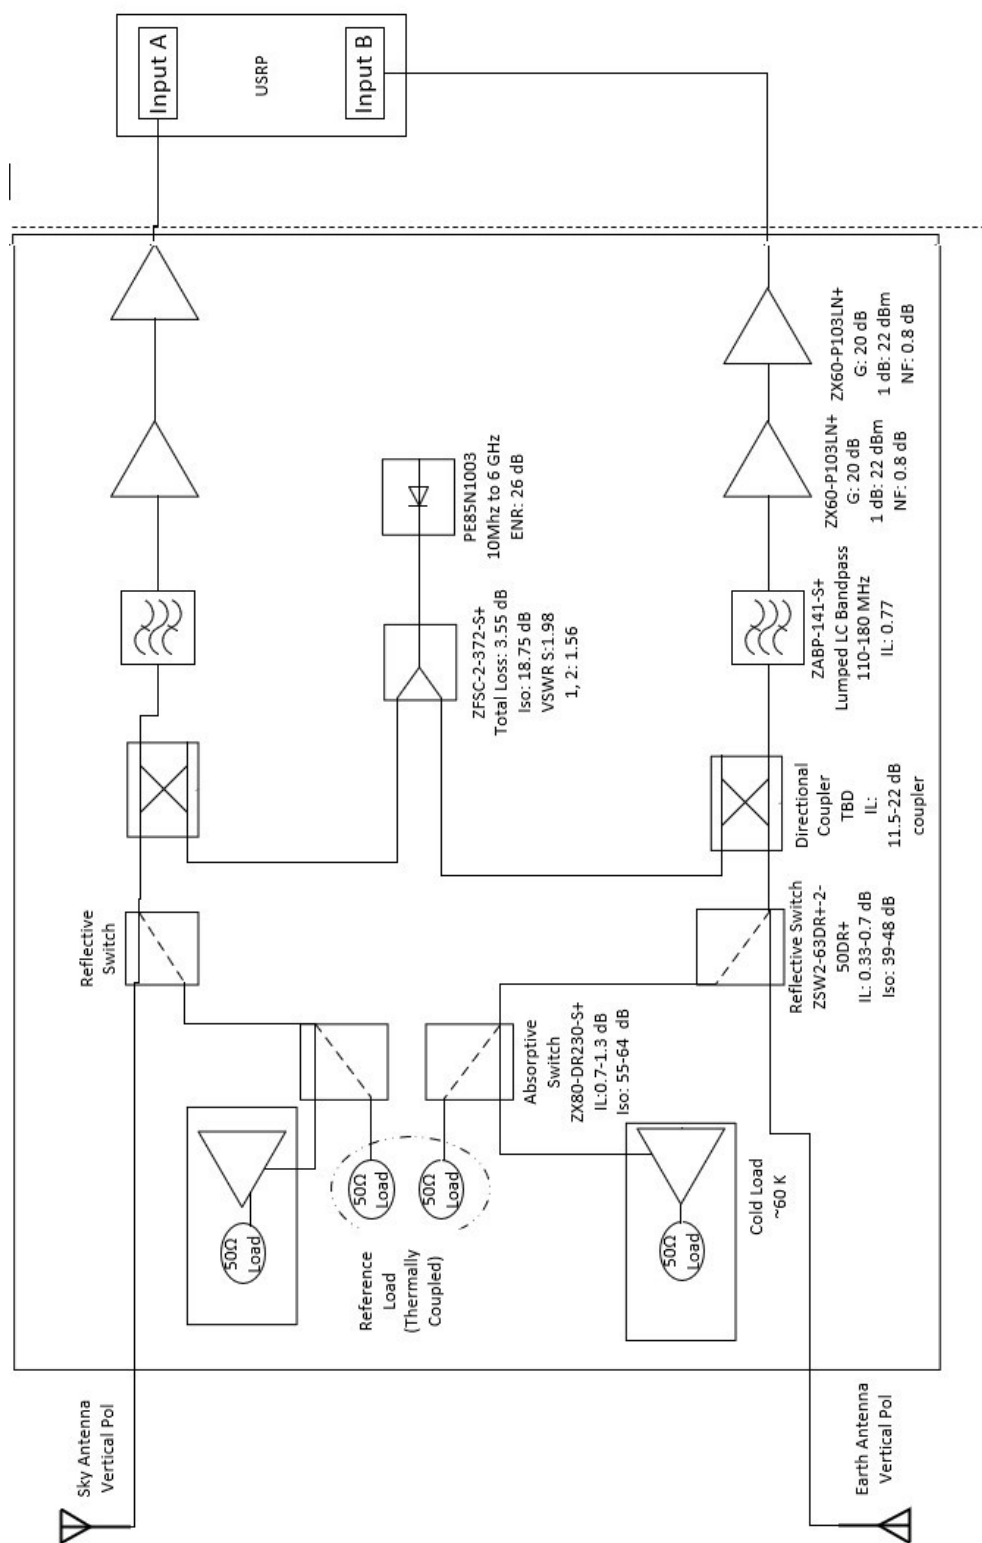 Sky Antenna
Vertical Pol
Reflective
Switch
50Ω
Load
50Ω
Load
50Ω
Load
Reference
Load
(Thermally
Coupled)
50Ω
Load
Cold Load
~60 K
Absorptive
Switch
ZX80-DR230-S+
IL:0.7-1.3 dB
Iso: 55-64 dB
Earth Antenna
Vertical Pol
Reflective Switch
ZSW2-63DR+-2-
50DR+
IL: 0.33-0.7 dB
Iso: 39-48 dB
Directional
Coupler
TBD
IL:
11.5-22 dB
coupler
ZFSC-2-372-S+
Total Loss: 3.55 dB
Iso: 18.75 dB
VSWR S:1.98
1, 2: 1.56
PE85N1003
10Mhz to 6 GHz
ENR: 26 dB
ZABP-141-S+
Lumped LC Bandpass
110-180 MHz
IL: 0.77
ZX60-P103LN+
G: 20 dB
1 dB: 22 dBm
NF: 0.8 dB
ZX60-P103LN+
G: 20 dB
1 dB: 22 dBm
NF: 0.8 dB
Input A
USRP
Input B